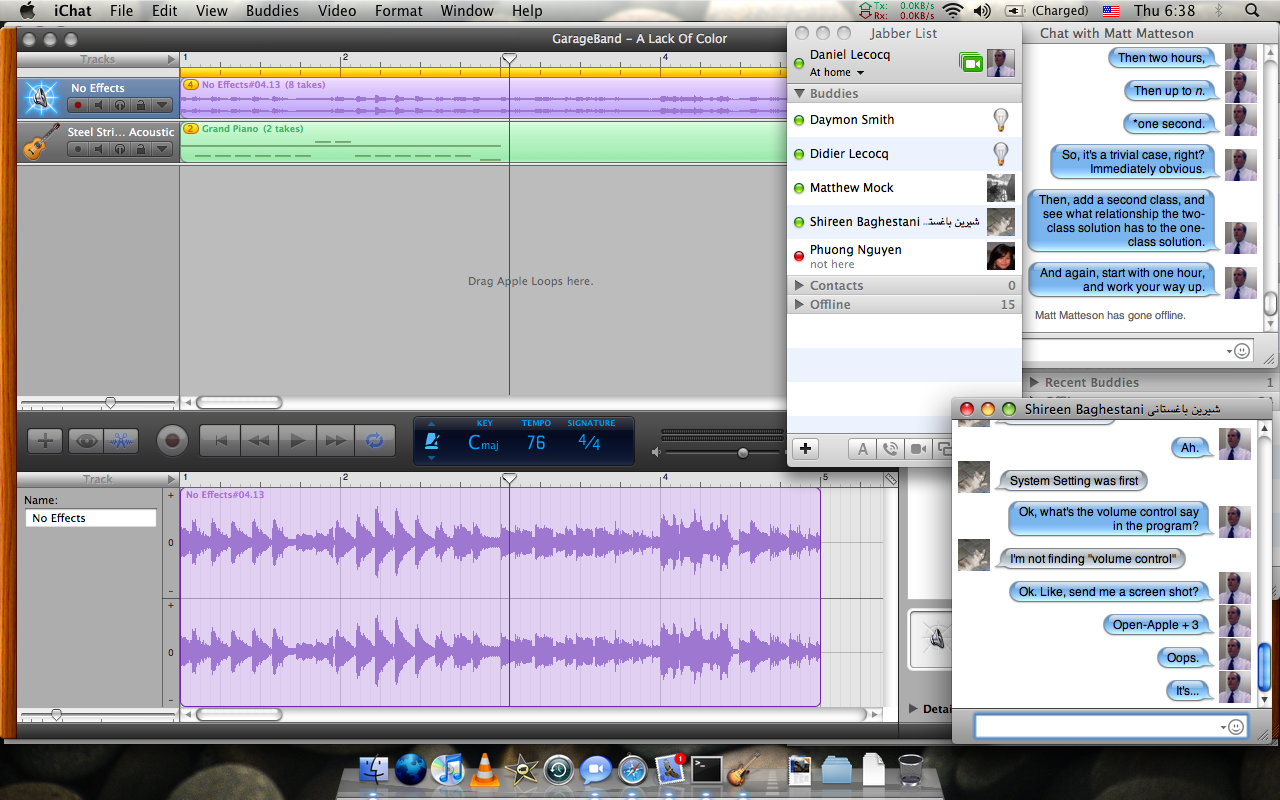 iChat File Edit View Buddies Video Format Window Help
Tx: 0.0KB/s
Rx: 0.0KB/s
(Charged) Thu 6:38
GarageBand – A Lack Of Color
Tracks
1 2 4
No Effects
4 No Effects#04.13 (8 takes)
Steel Stri... Acoustic
2 Grand Piano (2 takes)
Drag Apple Loops here.
KEY TEMPO SIGNATURE
Cmaj 76 4/4
Track
1 2 4 5
Name:
No Effects
No Effects#04.13
+
0
-
+
0
-
Detai
Jabber List
Daniel Lecocq
At home
Buddies
Daymon Smith
Didier Lecocq
Matthew Mock
Shireen Baghestani شیرین باغستـ...
Phuong Nguyen
not here
Contacts 0
Offline 15
+ A
Chat with Matt Matteson
Then two hours,
Then up to n.
*one second.
So, it's a trivial case, right?
Immediately obvious.
Then, add a second class, and
see what relationship the two-
class solution has to the one-
class solution.
And again, start with one hour,
and work your way up.
Matt Matteson has gone offline.
Recent Buddies 1
Shireen Baghestani شیرین باغستانی
Ah.
System Setting was first
Ok, what's the volume control say
in the program?
I'm not finding "volume control"
Ok. Like, send me a screen shot?
Open-Apple + 3
Oops.
It's...
1